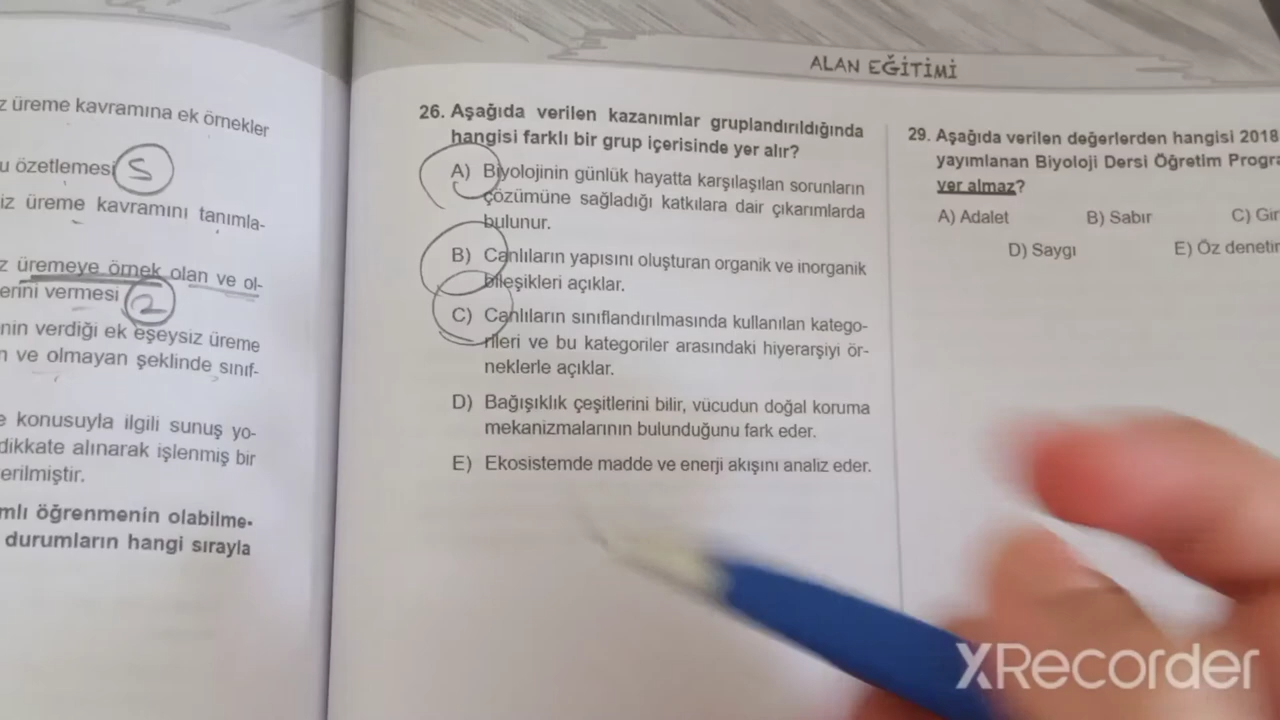 ALAN EĞİTİMİ
z üreme kavramına ek örnekler
u özetlemesi 5
iz üreme kavramını tanımla-
z üremeye örnek olan ve ol-
erini vermesi 2
nin verdiği ek eşeysiz üreme
n ve olmayan şeklinde sınıf-
e konusuyla ilgili sunuş yo-
dikkate alınarak işlenmiş bir
erilmiştir.
mlı öğrenmenin olabilme-
durumların hangi sırayla
26. Aşağıda verilen kazanımlar gruplandırıldığında
hangisi farklı bir grup içerisinde yer alır?
A) Biyolojinin günlük hayatta karşılaşılan sorunların
çözümüne sağladığı katkılara dair çıkarımlarda
bulunur.
B) Canlıların yapısını oluşturan organik ve inorganik
bileşikleri açıklar.
C) Canlıların sınıflandırılmasında kullanılan katego-
rileri ve bu kategoriler arasındaki hiyerarşiyi ör-
neklerle açıklar.
D) Bağışıklık çeşitlerini bilir, vücudun doğal koruma
mekanizmalarının bulunduğunu fark eder.
E) Ekosistemde madde ve enerji akışını analiz eder.
29. Aşağıda verilen değerlerden hangisi 2018
yayımlanan Biyoloji Dersi Öğretim Progra
yer almaz?
A) Adalet B) Sabır C) Gir
D) Saygı E) Öz denetin
XRecorder